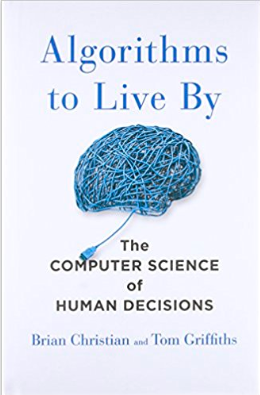 Algorithms
to Live By
The
COMPUTER SCIENCE
of
HUMAN DECISIONS
Brian Christian and Tom Griffiths